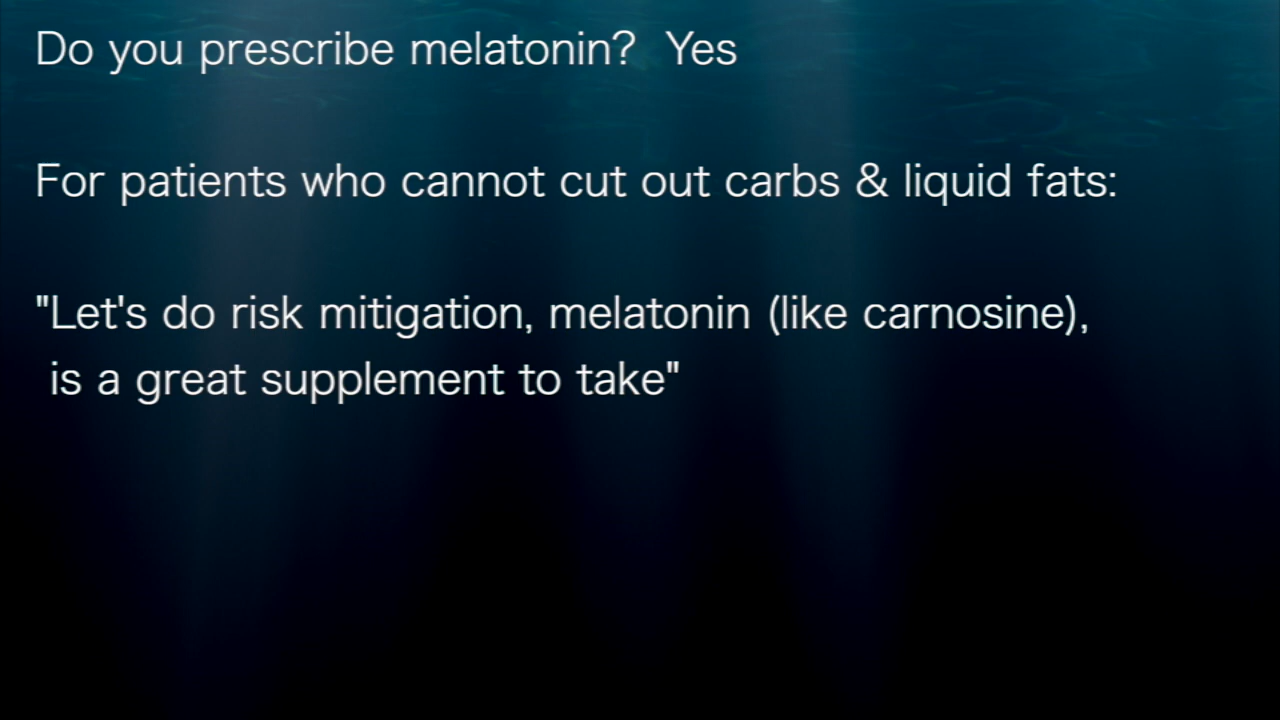 Do you prescribe melatonin?  Yes
For patients who cannot cut out carbs & liquid fats:
"Let's do risk mitigation, melatonin (like carnosine),
is a great supplement to take"